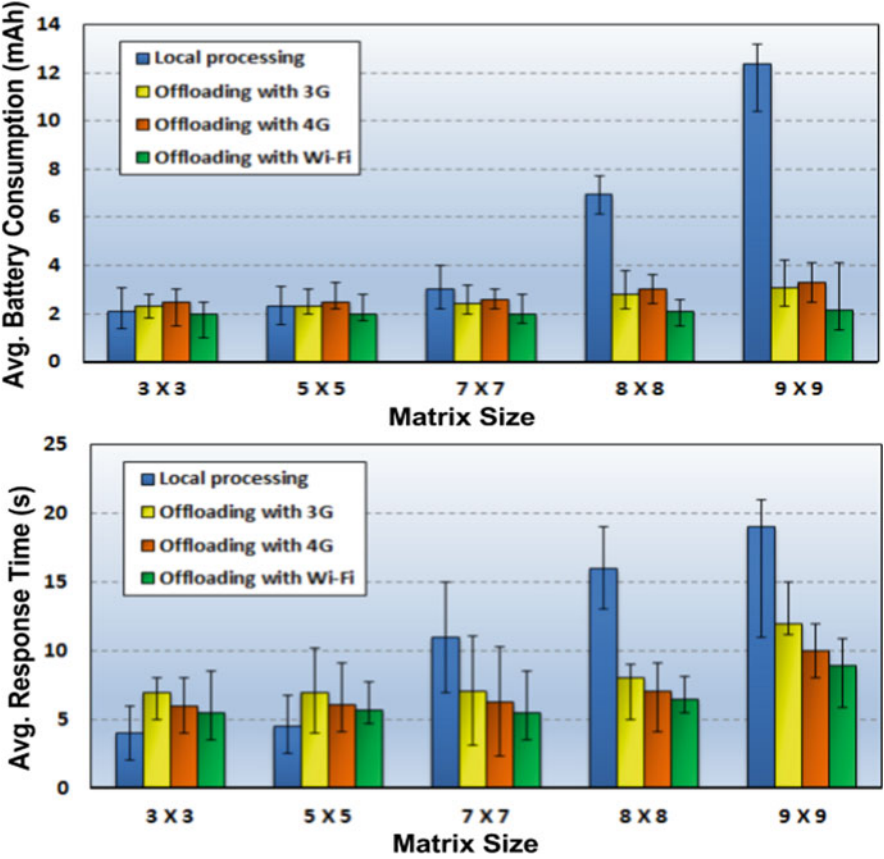 Avg. Battery Consumption (mAh)
14
12
10
8
6
4
2
0
Local processing
Offloading with 3G
Offloading with 4G
Offloading with Wi-Fi
3 X 3 5 X 5 7 X 7 8 X 8 9 X 9
Matrix Size
Avg. Response Time (s)
25
20
15
10
5
0
Local processing
Offloading with 3G
Offloading with 4G
Offloading with Wi-Fi
3 X 3 5 X 5 7 X 7 8 X 8 9 X 9
Matrix Size